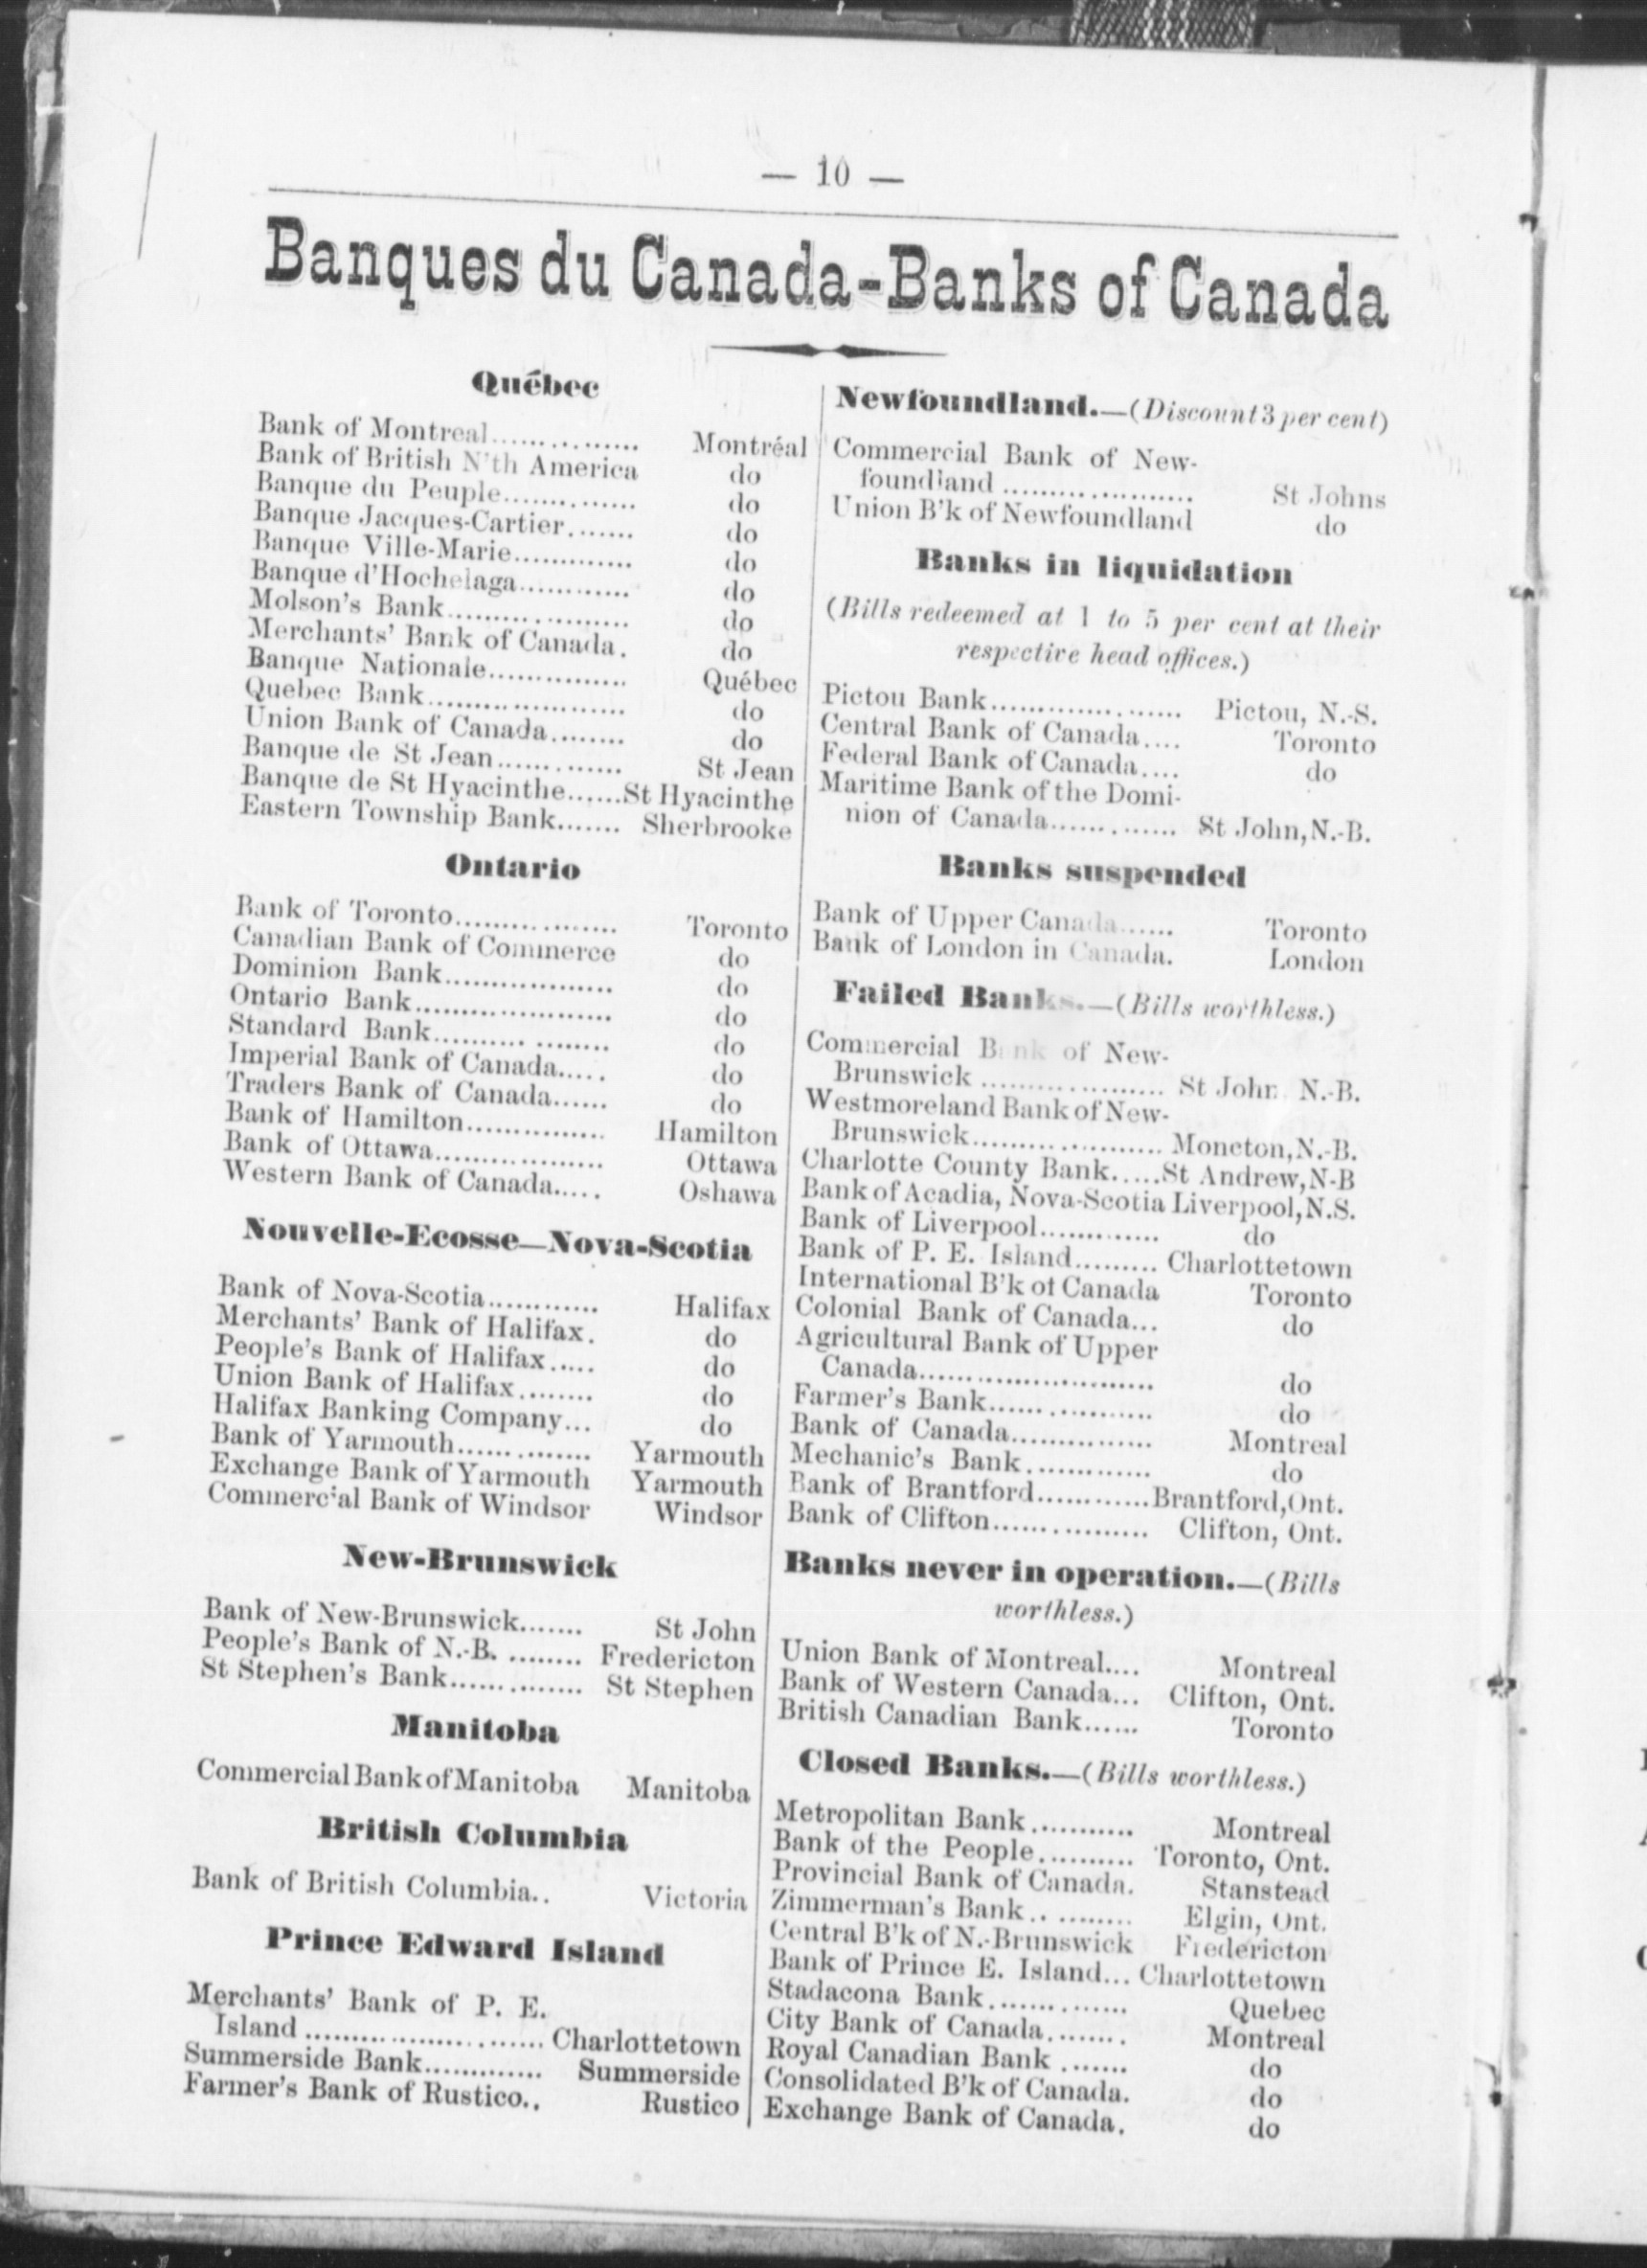 — 10 —
Banques du Canada-Banks of Canada
Québec
Bank of Montreal............... Montréal
Bank of British N'th America do
Banque du Peuple............. do
Banque Jacques-Cartier....... do
Banque Ville-Marie............. do
Banque d'Hochelaga............ do
Molson's Bank................... do
Merchants' Bank of Canada. do
Banque Nationale............... Québec
Quebec Bank...................... do
Union Bank of Canada........ do
Banque de St Jean............. St Jean
Banque de St Hyacinthe......St Hyacinthe
Eastern Township Bank....... Sherbrooke
Ontario
Bank of Toronto................. Toronto
Canadian Bank of Commerce do
Dominion Bank................... do
Ontario Bank...................... do
Standard Bank.................. do
Imperial Bank of Canada..... do
Traders Bank of Canada...... do
Bank of Hamilton............... Hamilton
Bank of Ottawa.................. Ottawa
Western Bank of Canada..... Oshawa
Nouvelle-Ecosse—Nova-Scotia
Bank of Nova-Scotia............ Halifax
Merchants' Bank of Halifax. do
People's Bank of Halifax..... do
Union Bank of Halifax........ do
Halifax Banking Company... do
Bank of Yarmouth.............. Yarmouth
Exchange Bank of Yarmouth Yarmouth
Commercial Bank of Windsor Windsor
New-Brunswick
Bank of New-Brunswick....... St John
People's Bank of N.-B. ........ Fredericton
St Stephen's Bank.............. St Stephen
Manitoba
Commercial Bank of Manitoba Manitoba
British Columbia
Bank of British Columbia.. Victoria
Prince Edward Island
Merchants' Bank of P. E.
Island ........................ Charlottetown
Summerside Bank............. Summerside
Farmer's Bank of Rustico.. Rustico
Newfoundland.—(Discount 3 per cent)
Commercial Bank of New-
foundland ................... St Johns
Union B'k of Newfoundland do
Banks in liquidation
(Bills redeemed at 1 to 5 per cent at their
respective head offices.)
Pictou Bank.................... Pictou, N.-S.
Central Bank of Canada.... Toronto
Federal Bank of Canada.... do
Maritime Bank of the Domi-
nion of Canada............. St John, N.-B.
Banks suspended
Bank of Upper Canada...... Toronto
Bank of London in Canada. London
Failed Banks.—(Bills worthless.)
Commercial Bank of New-
Brunswick ................... St John N.-B.
Westmoreland Bank of New-
Brunswick.................... Moncton, N.-B.
Charlotte County Bank.....St Andrew, N-B
Bank of Acadia, Nova-Scotia Liverpool, N.S.
Bank of Liverpool............. do
Bank of P. E. Island......... Charlottetown
International B'k of Canada Toronto
Colonial Bank of Canada... do
Agricultural Bank of Upper
Canada.......................... do
Farmer's Bank.................. do
Bank of Canada............... Montreal
Mechanic's Bank............. do
Bank of Brantford............Brantford, Ont.
Bank of Clifton................ Clifton, Ont.
Banks never in operation.—(Bills
worthless.)
Union Bank of Montreal.... Montreal
Bank of Western Canada... Clifton, Ont.
British Canadian Bank...... Toronto
Closed Banks.—(Bills worthless.)
Metropolitan Bank........... Montreal
Bank of the People.......... Toronto, Ont.
Provincial Bank of Canada. Stanstead
Zimmerman's Bank.. ........ Elgin, Ont.
Central B'k of N.-Brunswick Fredericton
Bank of Prince E. Island... Charlottetown
Stadacona Bank.............. Quebec
City Bank of Canada........ Montreal
Royal Canadian Bank ....... do
Consolidated B'k of Canada. do
Exchange Bank of Canada. do